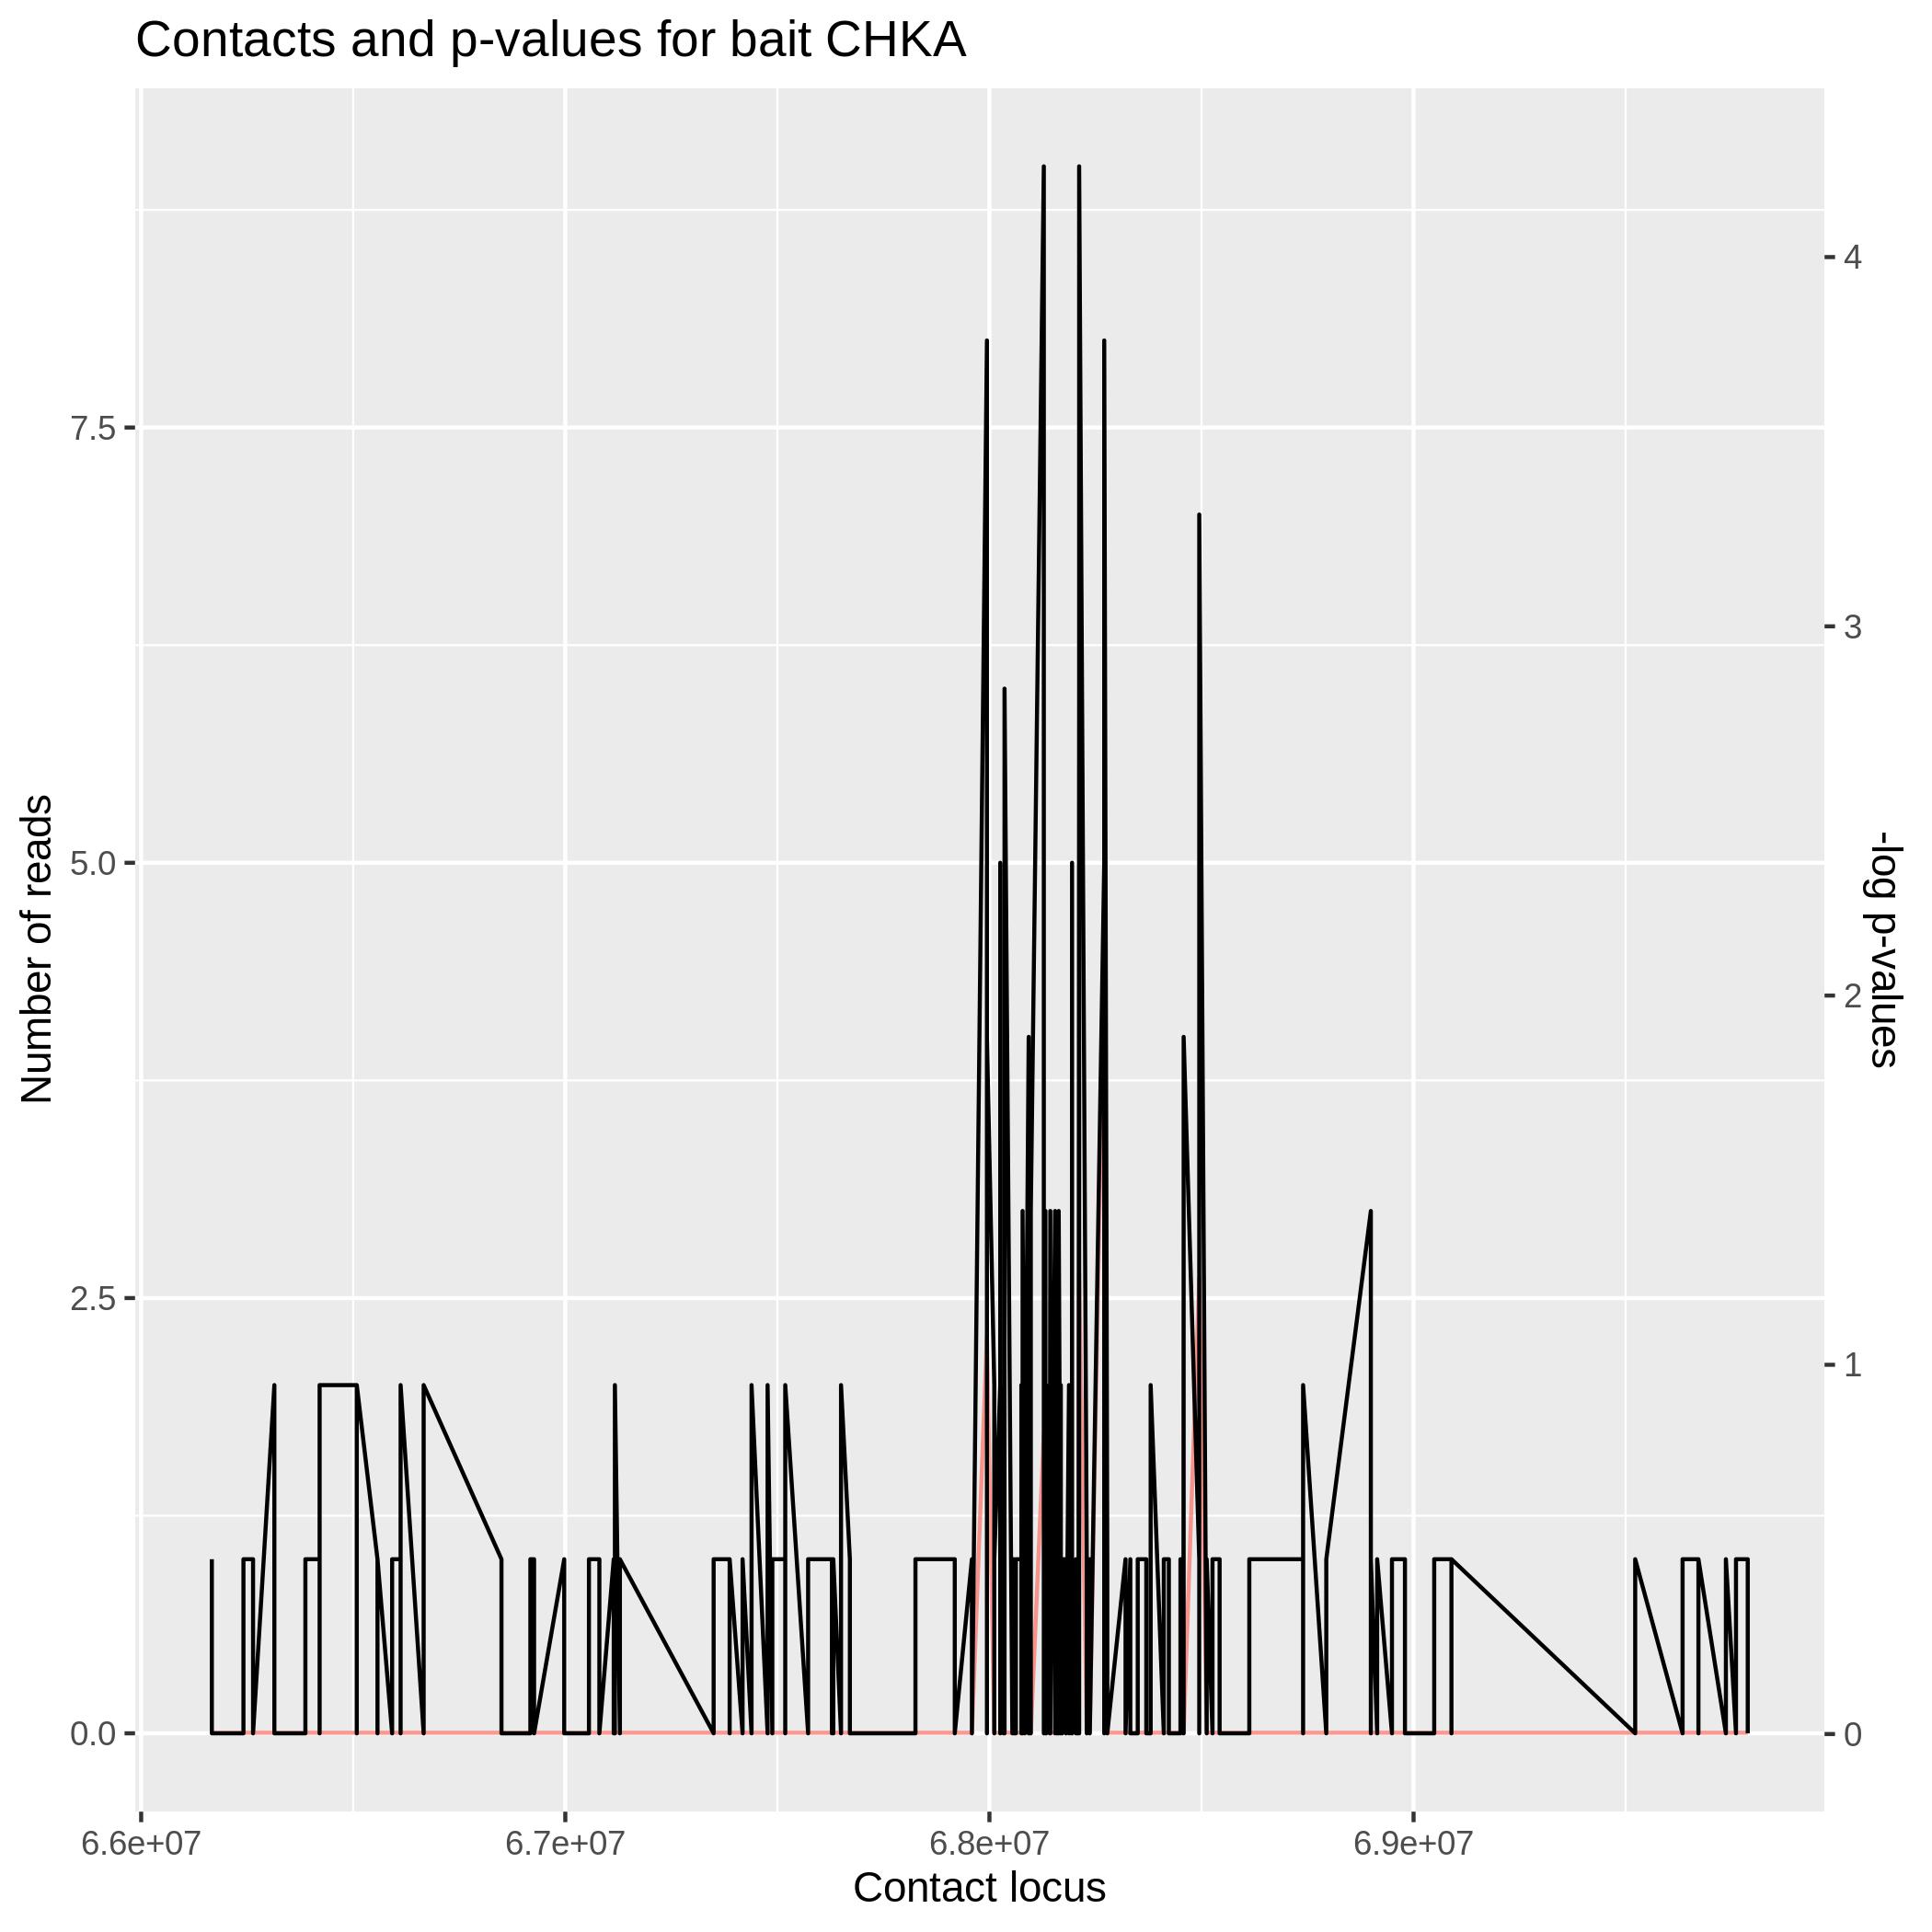 Contacts and p-values for bait CHKA
Number of reads
7.5
5.0
2.5
0.0
4
3
2
1
0
-log p-values
6.6e+07 6.7e+07 6.8e+07 6.9e+07
Contact locus